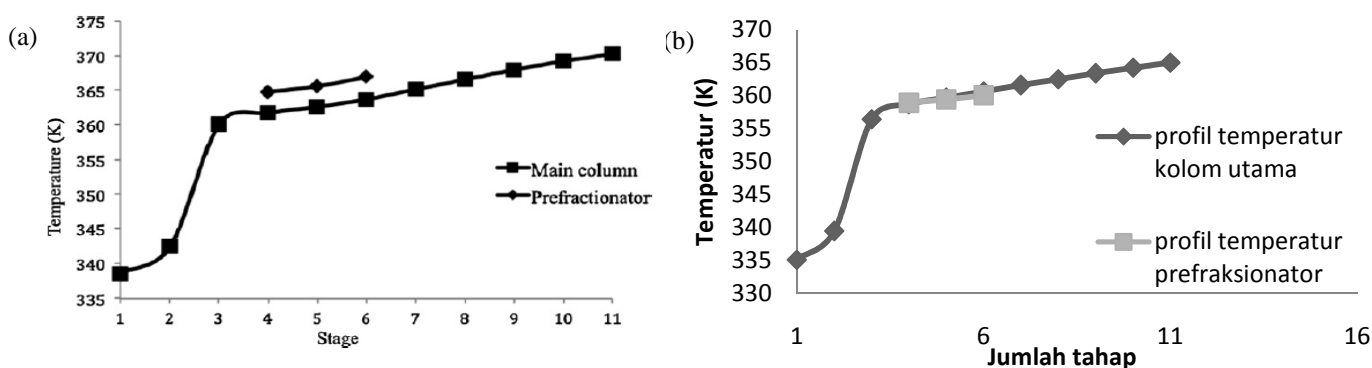 (a)
Temperature (K)
375
370
365
360
355
350
345
340
335
1 2 3 4 5 6 7 8 9 10 11
Stage
Main column
Prefractionator
(b)
Temperatur (K)
370
365
360
355
350
345
340
335
330
1 6 11 16
Jumlah tahap
profil temperatur
kolom utama
profil temperatur
prefraksionator